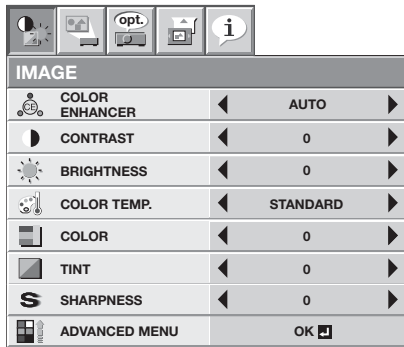 opt.
i
IMAGE
CE
COLOR
ENHANCER
AUTO
CONTRAST
0
BRIGHTNESS
0
COLOR TEMP.
STANDARD
COLOR
0
TINT
0
S
SHARPNESS
0
ADVANCED MENU
OK